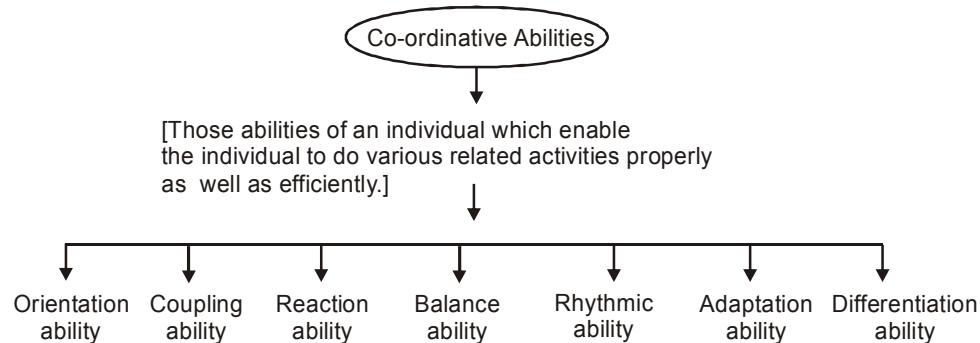 Co-ordinative Abilities
[Those abilities of an individual which enable
the individual to do various related activities properly
as well as efficiently.]
Orientation ability
Coupling ability
Reaction ability
Balance ability
Rhythmic ability
Adaptation ability
Differentiation ability